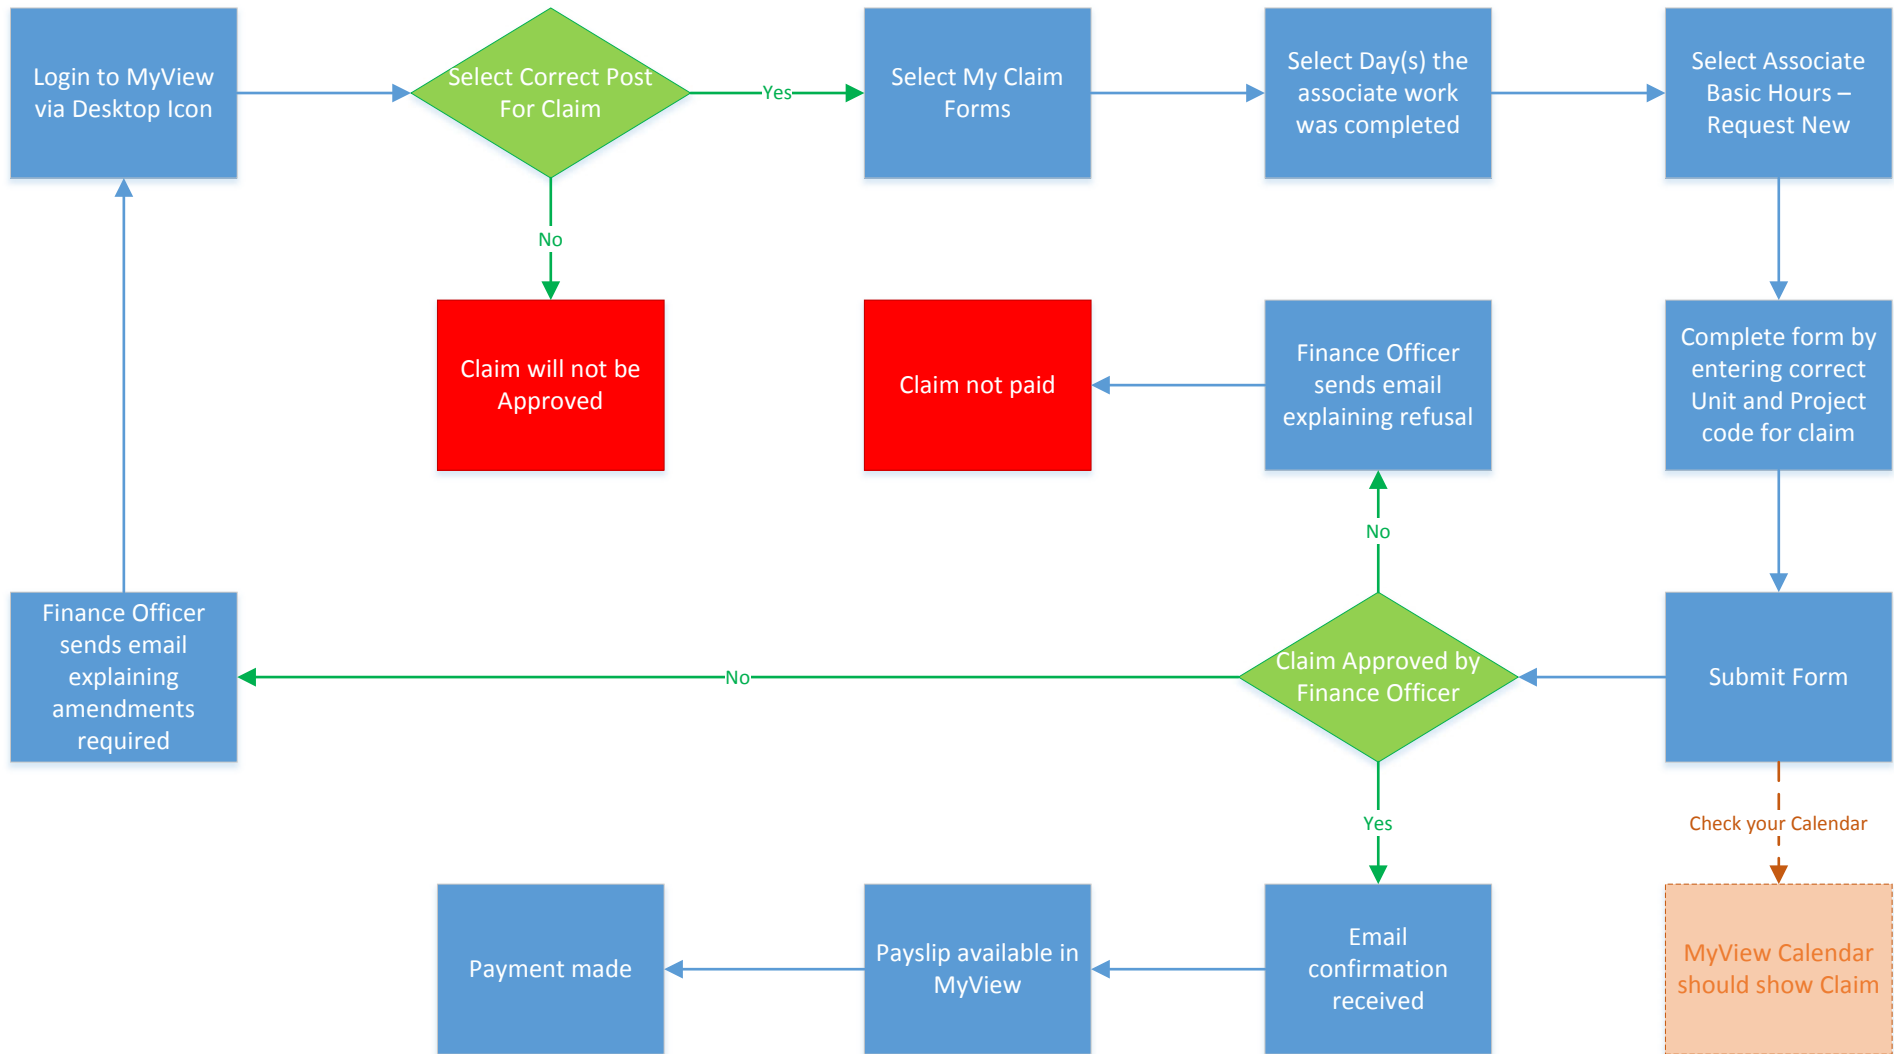 Login to MyView
via Desktop Icon
Select Correct Post
For Claim
Yes
Select My Claim
Forms
Select Day(s) the
associate work
was completed
Select Associate
Basic Hours –
Request New
No
Claim will not be
Approved
Claim not paid
Finance Officer
sends email
explaining refusal
Complete form by
entering correct
Unit and Project
code for claim
No
Finance Officer
sends email
explaining
amendments
required
No
Claim Approved by
Finance Officer
Submit Form
Yes
Check your Calendar
Payment made
Payslip available in
MyView
Email
confirmation
received
MyView Calendar
should show Claim